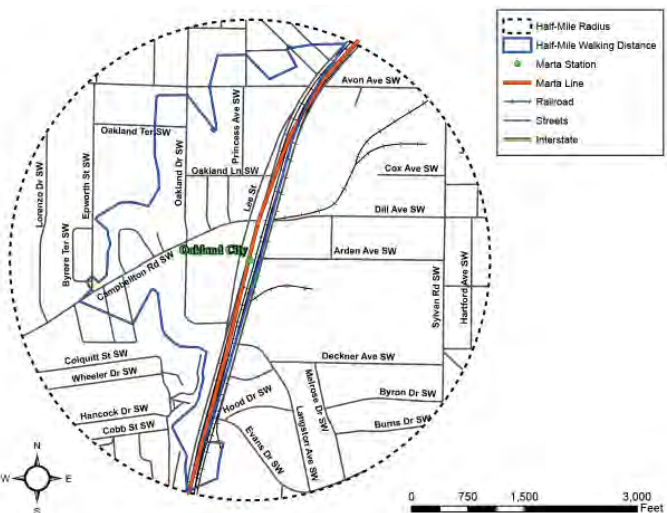 Half-Mile Radius
Half-Mile Walking Distance
Marta Station
Marta Line
Railroad
Streets
Interstate
Avon Ave SW
Oakland Ter SW
Princess Ave SW
Oakland Dr SW
Oakland Ln SW
Lee St
Lorenzo Dr SW
Epworth St SW
Byrere Ter SW
Cox Ave SW
Dill Ave SW
Oakland City
Arden Ave SW
Campbellton Rd SW
Sylvan Rd SW
Hartford Ave SW
Colquitt St SW
Wheeler Dr SW
Deckner Ave SW
Melrose Dr SW
Hancock Dr SW
Cobb St SW
Hood Dr SW
Evans Dr SW
Langston Ave SW
Byron Dr SW
Burns Dr SW
N
W
E
S
0 750 1,500 3,000
Feet